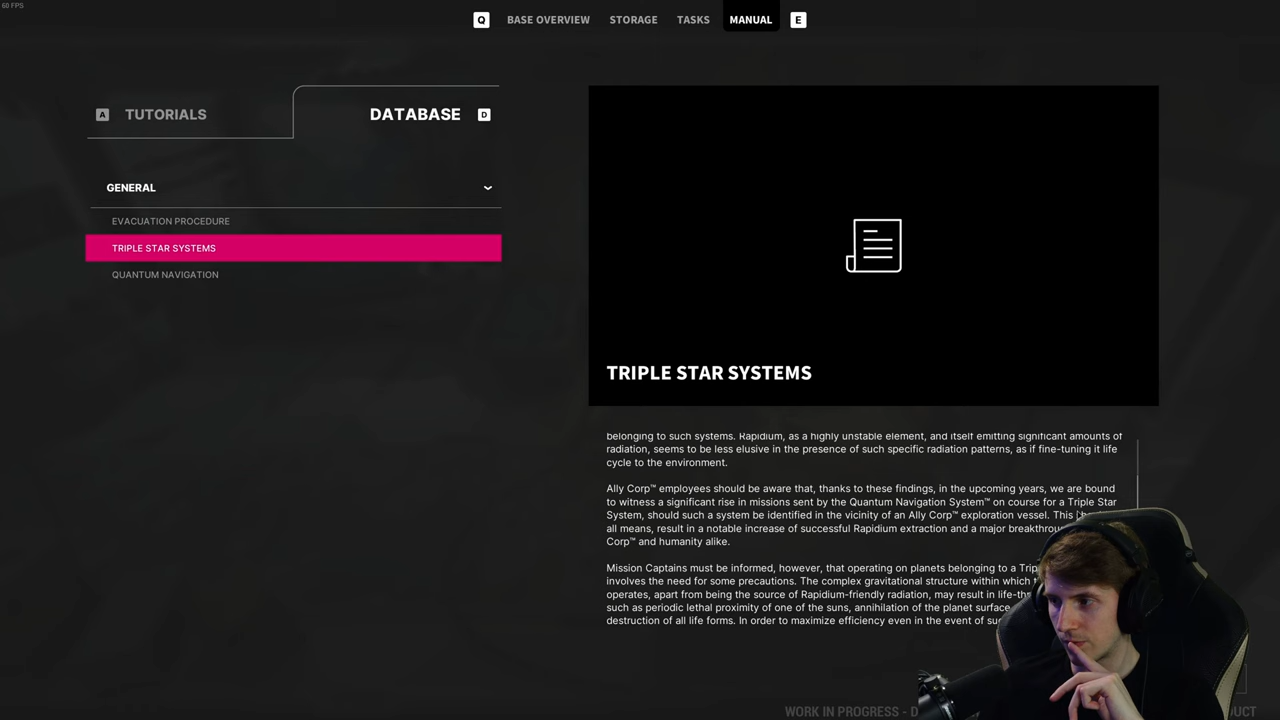 60 FPS
Q BASE OVERVIEW STORAGE TASKS MANUAL E
A TUTORIALS DATABASE D
GENERAL
EVACUATION PROCEDURE
TRIPLE STAR SYSTEMS
QUANTUM NAVIGATION
TRIPLE STAR SYSTEMS
belonging to such systems. Rapidium, as a highly unstable element, and itself emitting significant amounts of
radiation, seems to be less elusive in the presence of such specific radiation patterns, as if fine-tuning it life
cycle to the environment.
Ally Corp™ employees should be aware that, thanks to these findings, in the upcoming years, we are bound
to witness a significant rise in missions sent by the Quantum Navigation System™ on course for a Triple Star
System, should such a system be identified in the vicinity of an Ally Corp™ exploration vessel. This
all means, result in a notable increase of successful Rapidium extraction and a major
Corp™ and humanity alike.
Mission Captains must be informed, however, that operating on planets belonging to a
involves the need for some precautions. The complex gravitational structure within which
operates, apart from being the source of Rapidium-friendly radiation, may result in
such as periodic lethal proximity of one of the suns, annihilation of the planet surface
destruction of all life forms. In order to maximize efficiency even in the event of
WORK IN PROGRESS -